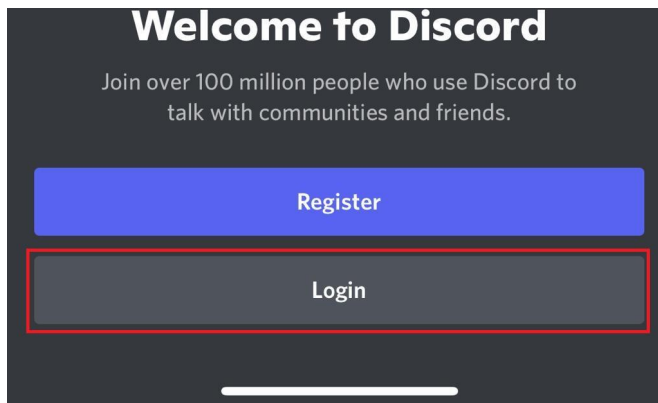 Welcome to Discord
Join over 100 million people who use Discord to
talk with communities and friends.
Register
Login